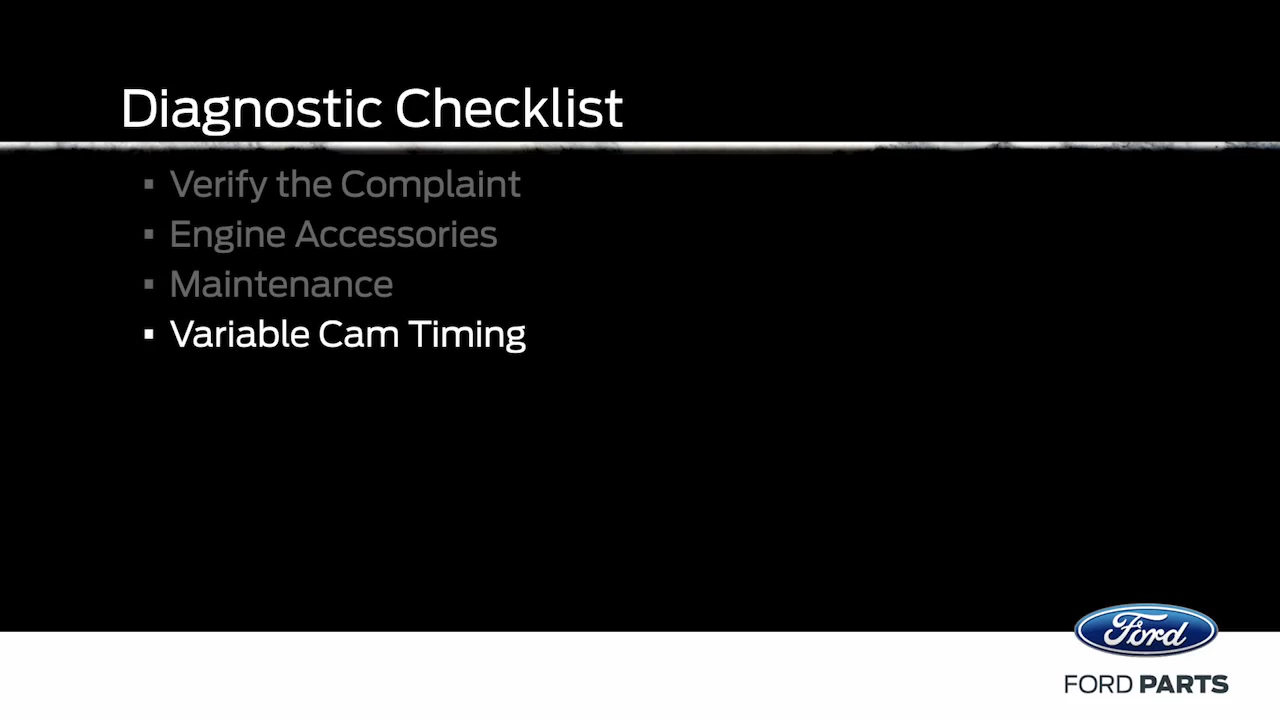 Diagnostic Checklist
▪ Verify the Complaint
▪ Engine Accessories
▪ Maintenance
▪ Variable Cam Timing
Ford
FORD PARTS